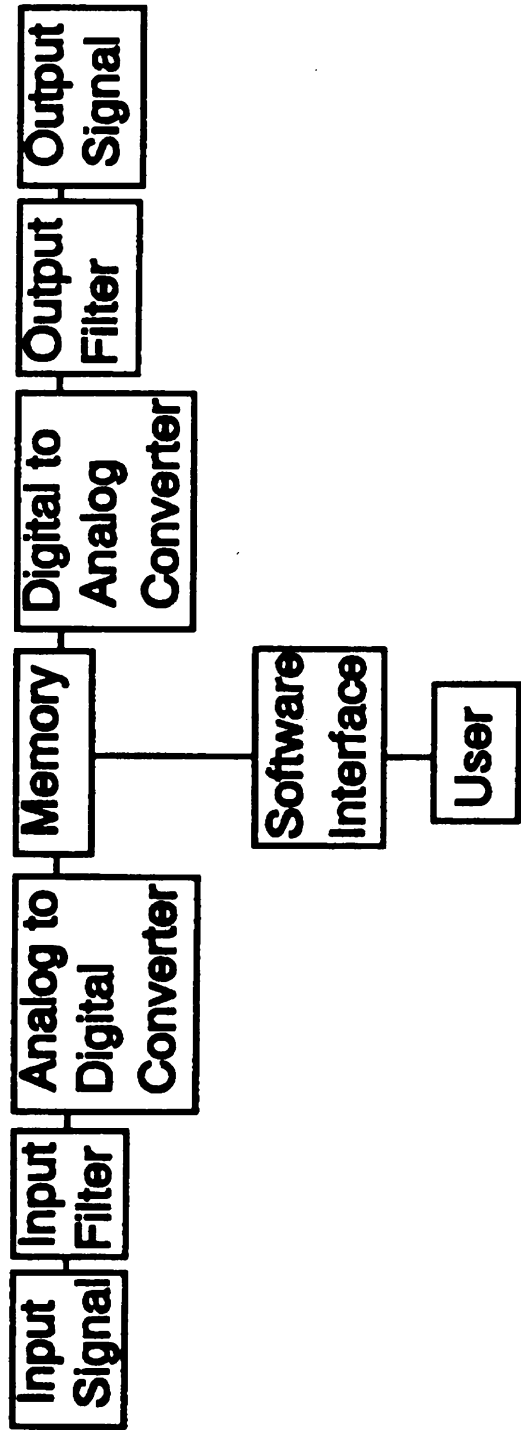 Input
Signal
Input
Filter
Analog to
Digital
Converter
Memory
Digital to
Analog
Converter
Output
Filter
Output
Signal
Software
Interface
User